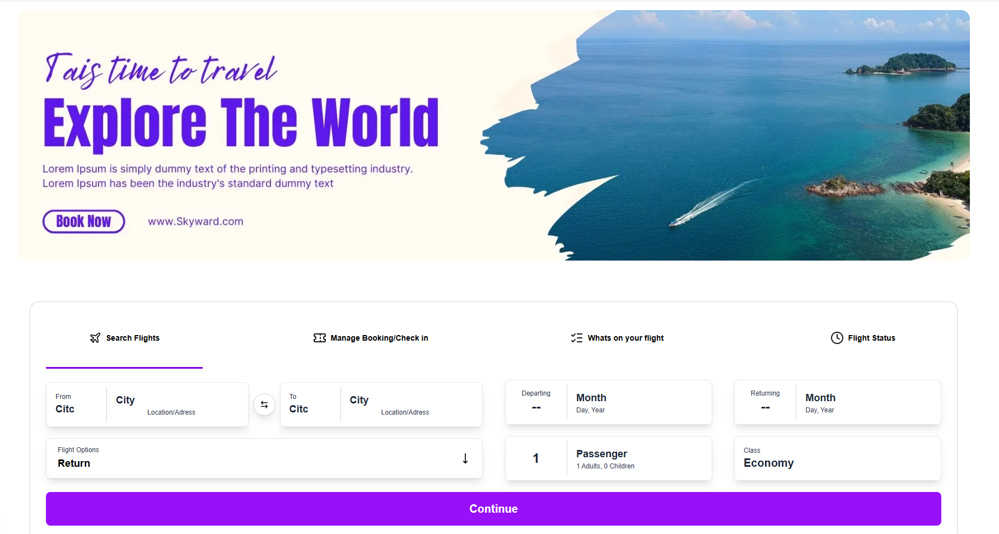 Tais time to travel
Explore The World
Lorem Ipsum is simply dummy text of the printing and typesetting industry.
Lorem Ipsum has been the industry's standard dummy text
Book Now
www.Skyward.com
Search Flights
Manage Booking/Check in
Whats on your flight
Flight Status
From
Citc
City
Location/Adress
To
Citc
City
Location/Adress
Departing
--
Month
Day, Year
Returning
--
Month
Day, Year
Flight Options
Return
1
Passenger
1 Adults, 0 Children
Class
Economy
Continue